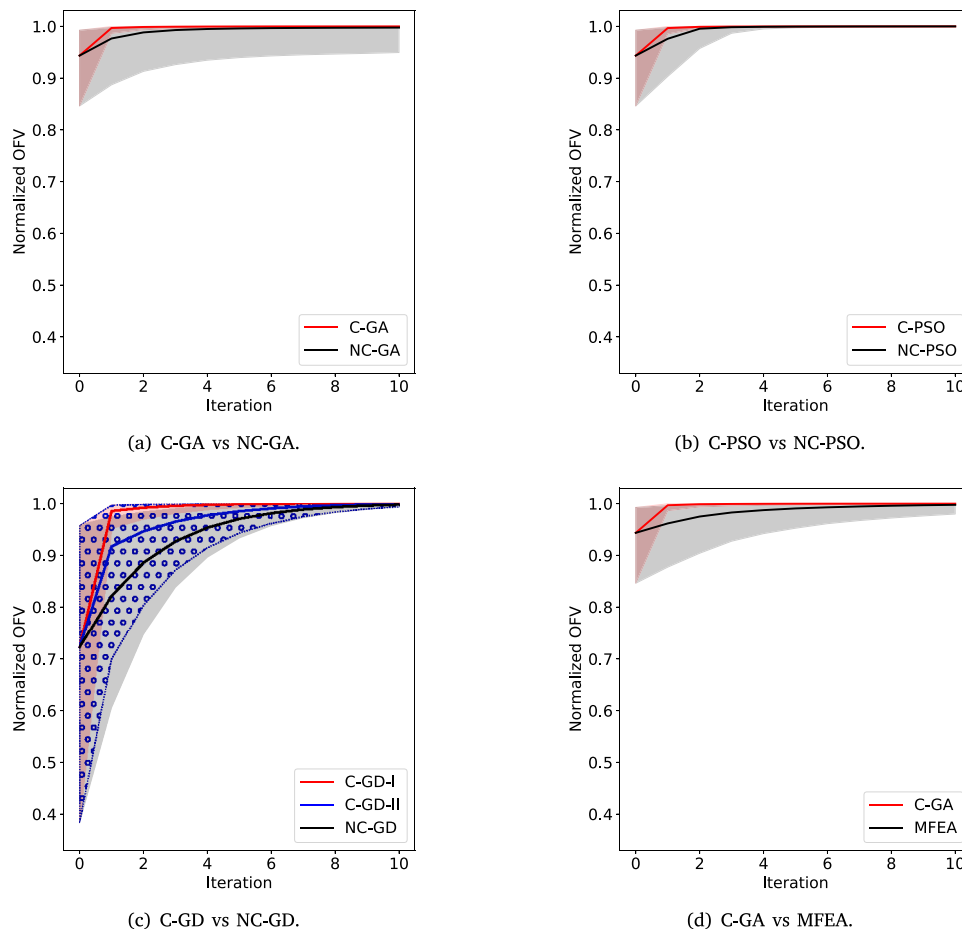 1.0
0.9
0.8
0.7
0.6
0.5
0.4
Normalized OFV
C-GA
NC-GA
0 2 4 6 8 10
Iteration
(a) C-GA vs NC-GA.
1.0
0.9
0.8
0.7
0.6
0.5
0.4
Normalized OFV
C-PSO
NC-PSO
0 2 4 6 8 10
Iteration
(b) C-PSO vs NC-PSO.
1.0
0.9
0.8
0.7
0.6
0.5
0.4
Normalized OFV
C-GD-I
C-GD-II
NC-GD
0 2 4 6 8 10
Iteration
(c) C-GD vs NC-GD.
1.0
0.9
0.8
0.7
0.6
0.5
0.4
Normalized OFV
C-GA
MFEA
0 2 4 6 8 10
Iteration
(d) C-GA vs MFEA.